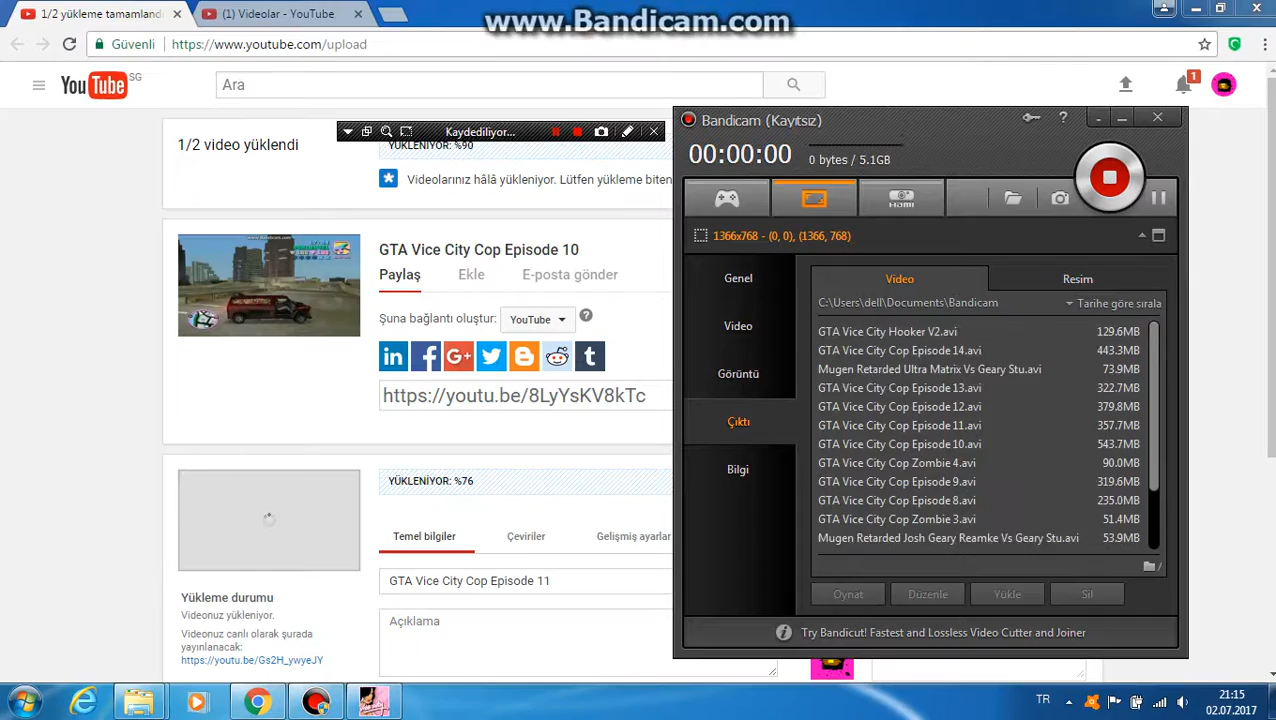 www.Bandicam.com
1/2 yükleme tamamlandı
(1) Videolar - YouTube
Güvenli
https://www.youtube.com/upload
YouTube SG
Ara
1
1/2 video yüklendi
Kaydediliyor...
YÜKLENİYOR: %90
Videolarınız hâlâ yükleniyor. Lütfen yükleme biten
GTA Vice City Cop Episode 10
Paylaş
Ekle
E-posta gönder
Şuna bağlantı oluştur:
YouTube
https://youtu.be/8LyYsKV8kTc
YÜKLENİYOR: %76
Temel bilgiler
Çeviriler
Gelişmiş ayarlar
GTA Vice City Cop Episode 11
Açıklama
Yükleme durumu
Videonuz yükleniyor.
Videonuz canlı olarak şurada
yayınlanacak:
https://youtu.be/Gs2H_ywyeJY
Bandicam (Kayıtsız)
00:00:00
0 bytes / 5.1GB
HDMI
1366x768 - (0, 0), (1366, 768)
Genel
Video
Görüntü
Çıktı
Bilgi
Video
Resim
C:\Users\dell\Documents\Bandicam
Tarihe göre sırala
GTA Vice City Hooker V2.avi 129.6MB
GTA Vice City Cop Episode 14.avi 443.3MB
Mugen Retarded Ultra Matrix Vs Geary Stu.avi 73.9MB
GTA Vice City Cop Episode 13.avi 322.7MB
GTA Vice City Cop Episode 12.avi 379.8MB
GTA Vice City Cop Episode 11.avi 357.7MB
GTA Vice City Cop Episode 10.avi 543.7MB
GTA Vice City Cop Zombie 4.avi 90.0MB
GTA Vice City Cop Episode 9.avi 319.6MB
GTA Vice City Cop Episode 8.avi 235.0MB
GTA Vice City Cop Zombie 3.avi 51.4MB
Mugen Retarded Josh Geary Reamke Vs Geary Stu.avi 53.9MB
Oynat
Düzenle
Yükle
Sil
Try Bandicut! Fastest and Lossless Video Cutter and Joiner
TR
21:15
02.07.2017